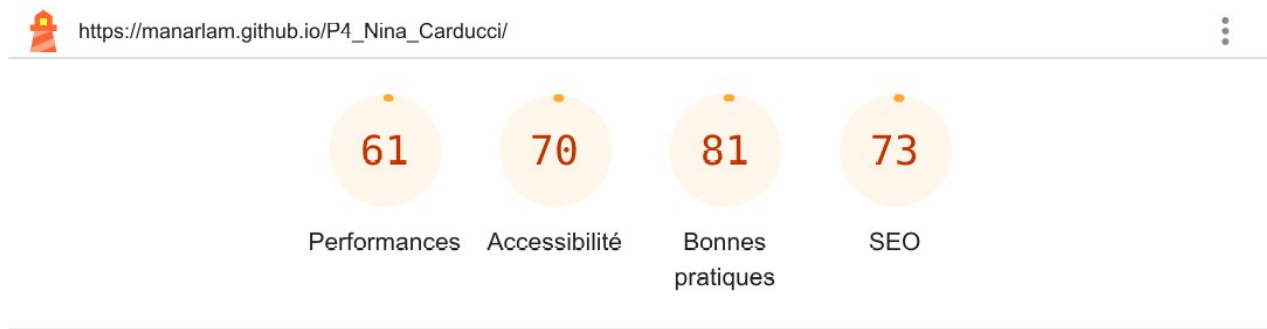 https://manarlam.github.io/P4_Nina_Carducci/
61
70
81
73
Performances
Accessibilité
Bonnes
pratiques
SEO